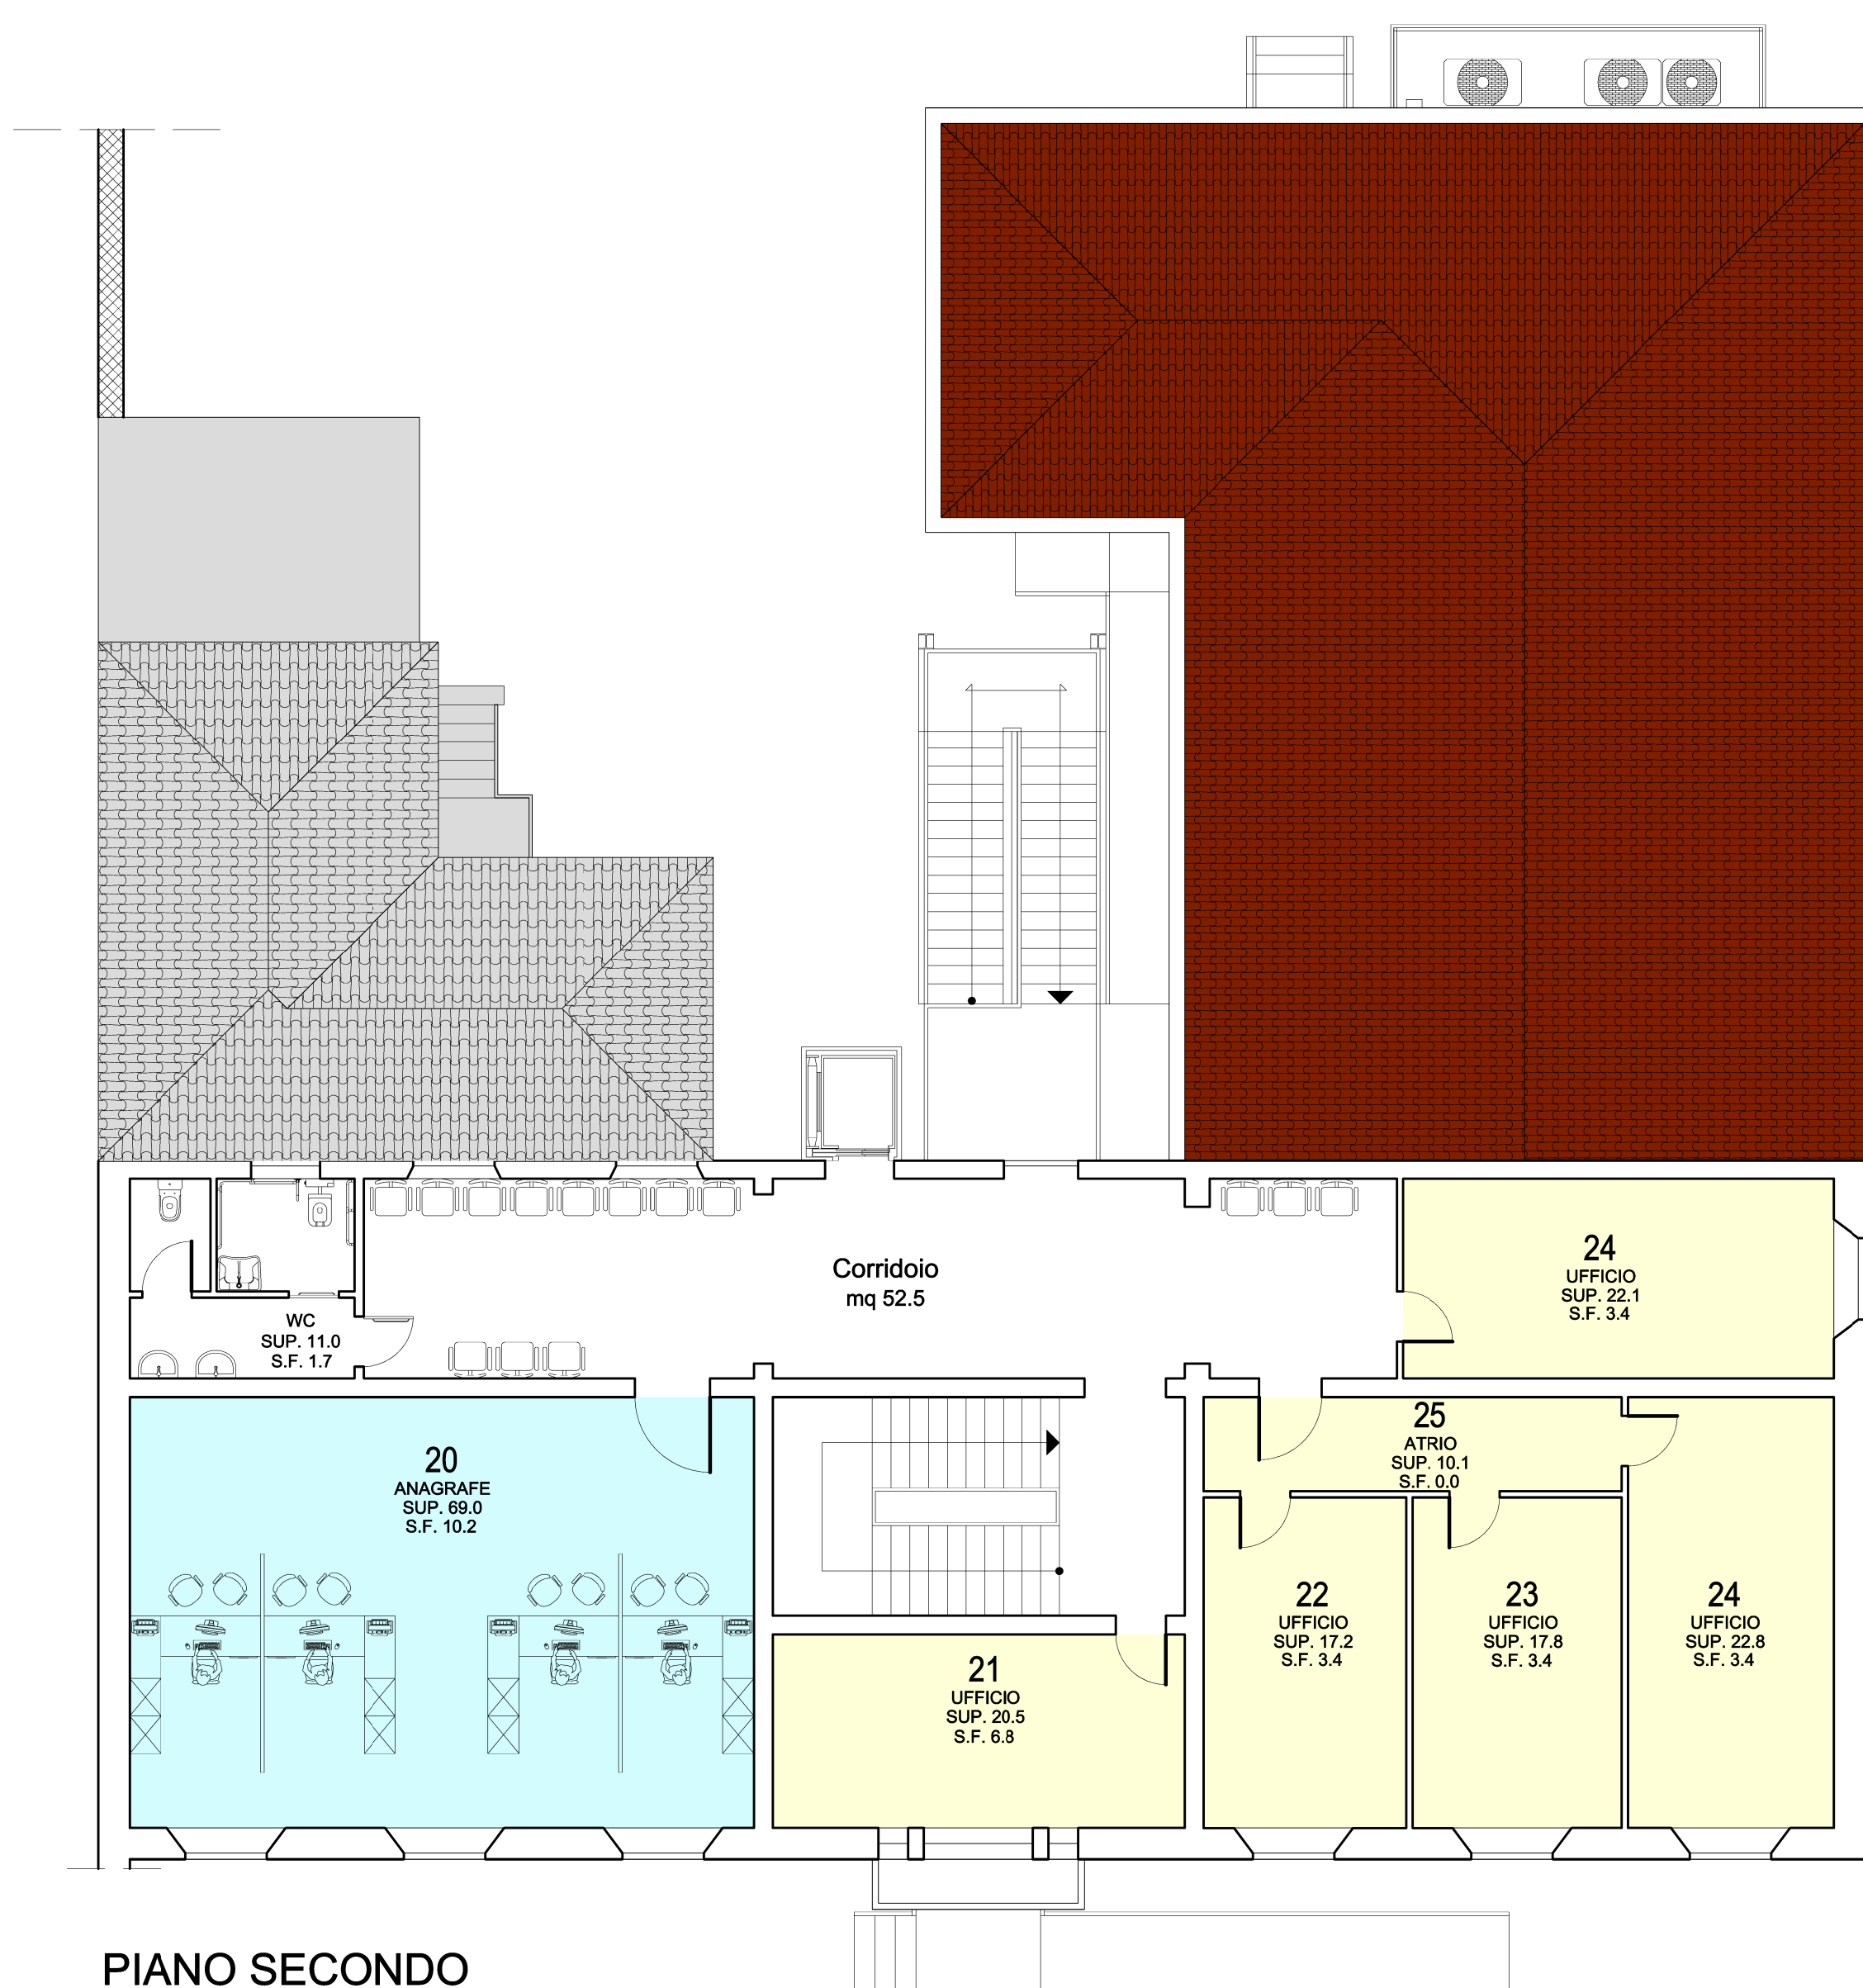 Corridoio
mq 52.5
24
UFFICIO
SUP. 22.1
S.F. 3.4
WC
SUP. 11.0
S.F. 1.7
20
ANAGRAFE
SUP. 69.0
S.F. 10.2
25
ATRIO
SUP. 10.1
S.F. 0.0
21
UFFICIO
SUP. 20.5
S.F. 6.8
22
UFFICIO
SUP. 17.2
S.F. 3.4
23
UFFICIO
SUP. 17.8
S.F. 3.4
24
UFFICIO
SUP. 22.8
S.F. 3.4
PIANO SECONDO